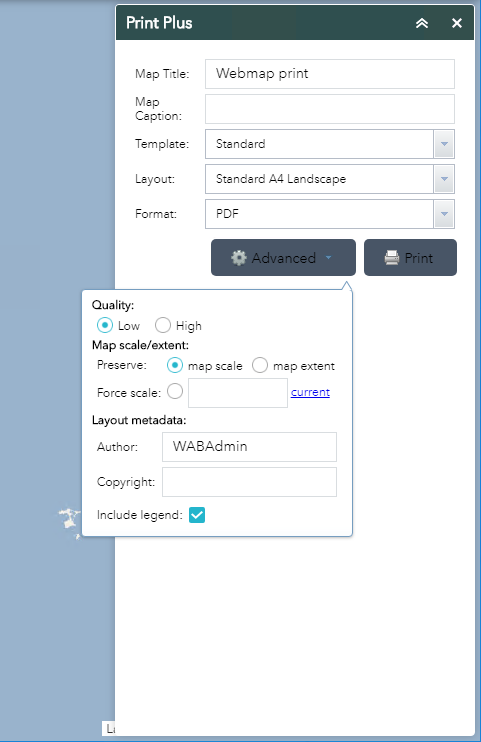 Print Plus
Map Title: Webmap print
Map
Caption:
Template: Standard
Layout: Standard A4 Landscape
Format: PDF
Advanced Print
Quality:
Low High
Map scale/extent:
Preserve: map scale map extent
Force scale: current
Layout metadata:
Author: WABAdmin
Copyright:
Include legend: